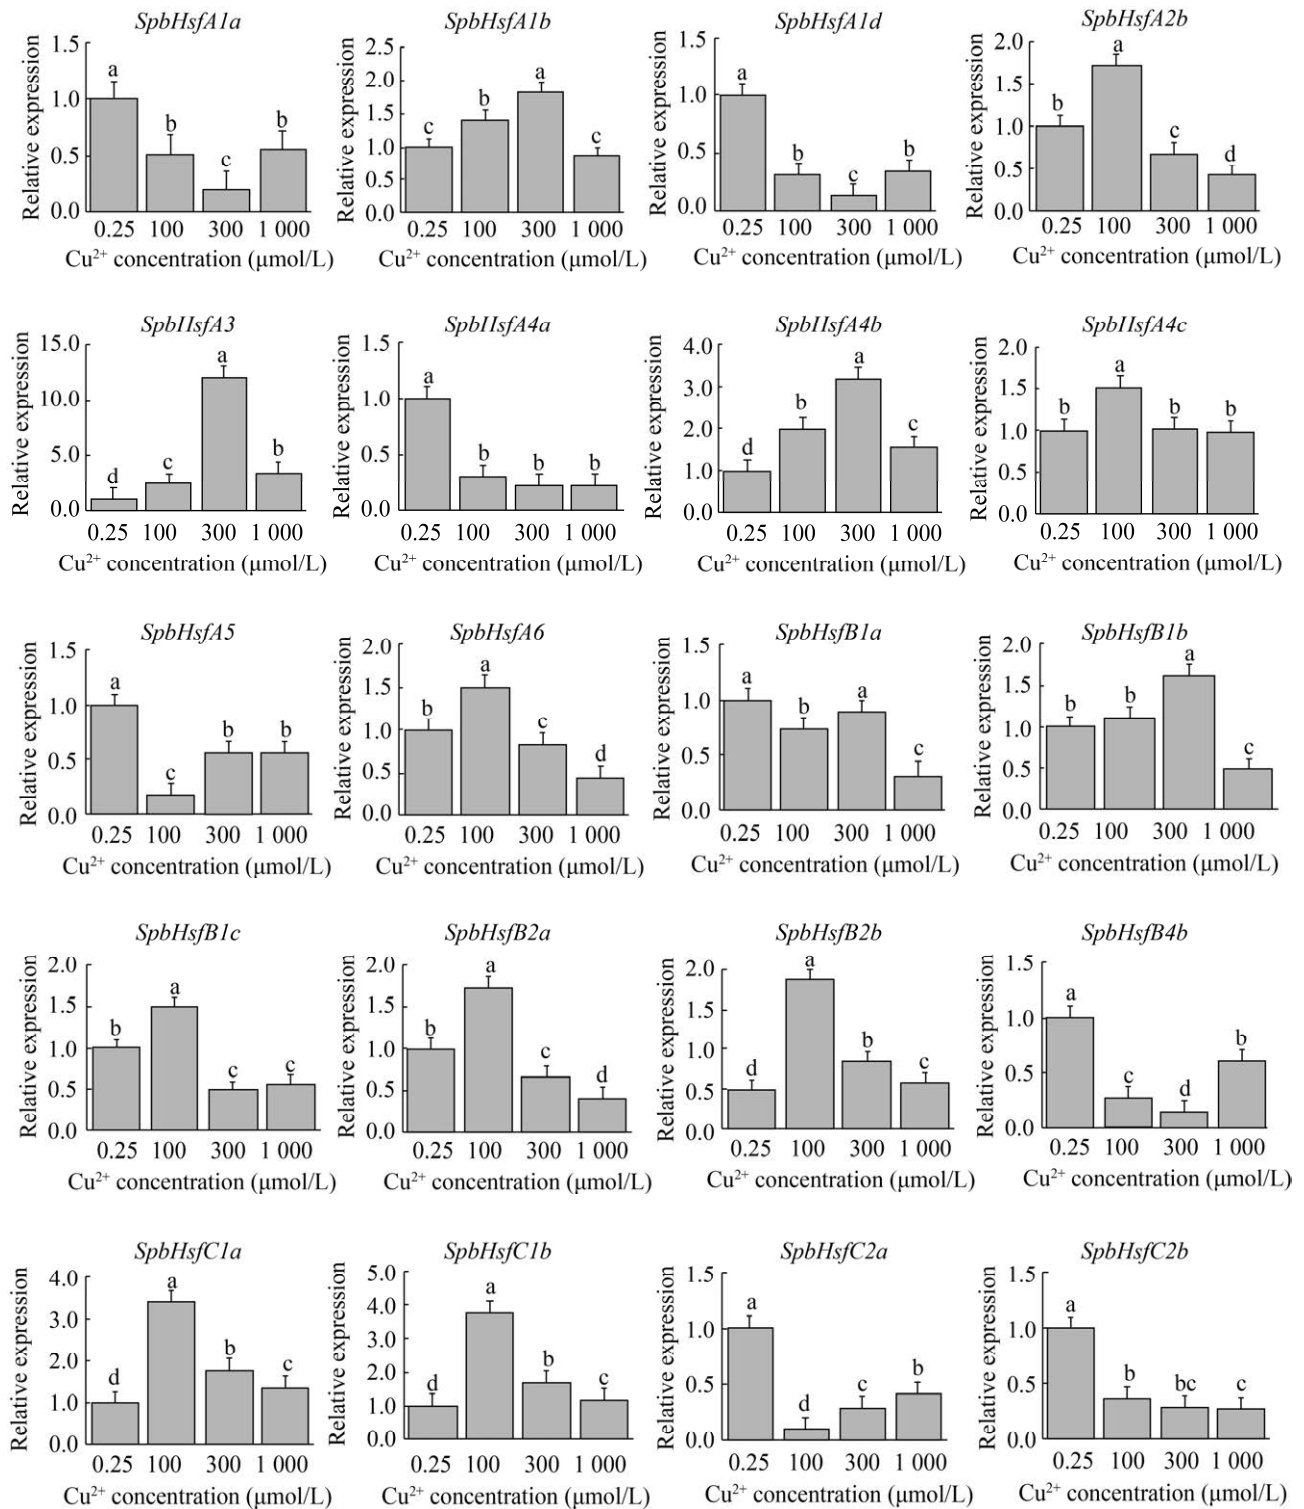 SpbHsfA1a
Relative expression
1.5
1.0
0.5
0.0
a
b
c
b
0.25 100 300 1 000
Cu²⁺ concentration (μmol/L)
SpbHsfA1b
Relative expression
2.5
2.0
1.5
1.0
0.5
0.0
c
b
a
c
0.25 100 300 1 000
Cu²⁺ concentration (μmol/L)
SpbHsfA1d
Relative expression
1.5
1.0
0.5
0.0
a
b
c
b
0.25 100 300 1 000
Cu²⁺ concentration (μmol/L)
SpbHsfA2b
Relative expression
2.0
1.5
1.0
0.5
0.0
b
a
c
d
0.25 100 300 1 000
Cu²⁺ concentration (μmol/L)
SpbHsfA3
Relative expression
15.0
10.0
5.0
0.0
d
c
a
b
0.25 100 300 1 000
Cu²⁺ concentration (μmol/L)
SpbHsfA4a
Relative expression
1.5
1.0
0.5
0.0
a
b
b
b
0.25 100 300 1 000
Cu²⁺ concentration (μmol/L)
SpbHsfA4b
Relative expression
4.0
3.0
2.0
1.0
0.0
d
b
a
c
0.25 100 300 1 000
Cu²⁺ concentration (μmol/L)
SpbHsfA4c
Relative expression
2.0
1.5
1.0
0.5
0.0
b
a
b
b
0.25 100 300 1 000
Cu²⁺ concentration (μmol/L)
SpbHsfA5
Relative expression
1.5
1.0
0.5
0.0
a
c
b
b
0.25 100 300 1 000
Cu²⁺ concentration (μmol/L)
SpbHsfA6
Relative expression
2.0
1.5
1.0
0.5
0.0
b
a
c
d
0.25 100 300 1 000
Cu²⁺ concentration (μmol/L)
SpbHsfB1a
Relative expression
1.5
1.0
0.5
0.0
a
b
a
c
0.25 100 300 1 000
Cu²⁺ concentration (μmol/L)
SpbHsfB1b
Relative expression
2.0
1.5
1.0
0.5
0.0
b
b
a
c
0.25 100 300 1 000
Cu²⁺ concentration (μmol/L)
SpbHsfB1c
Relative expression
2.0
1.5
1.0
0.5
0.0
b
a
c
c
0.25 100 300 1 000
Cu²⁺ concentration (μmol/L)
SpbHsfB2a
Relative expression
2.0
1.5
1.0
0.5
0.0
b
a
c
d
0.25 100 300 1 000
Cu²⁺ concentration (μmol/L)
SpbHsfB2b
Relative expression
2.0
1.5
1.0
0.5
0.0
d
a
b
c
0.25 100 300 1 000
Cu²⁺ concentration (μmol/L)
SpbHsfB4b
Relative expression
1.5
1.0
0.5
0.0
a
c
d
b
0.25 100 300 1 000
Cu²⁺ concentration (μmol/L)
SpbHsfC1a
Relative expression
4.0
3.0
2.0
1.0
0.0
d
a
b
c
0.25 100 300 1 000
Cu²⁺ concentration (μmol/L)
SpbHsfC1b
Relative expression
5.0
4.0
3.0
2.0
1.0
0.0
d
a
b
c
0.25 100 300 1 000
Cu²⁺ concentration (μmol/L)
SpbHsfC2a
Relative expression
1.5
1.0
0.5
0.0
a
d
c
b
0.25 100 300 1 000
Cu²⁺ concentration (μmol/L)
SpbHsfC2b
Relative expression
1.5
1.0
0.5
0.0
a
b
bc
c
0.25 100 300 1 000
Cu²⁺ concentration (μmol/L)